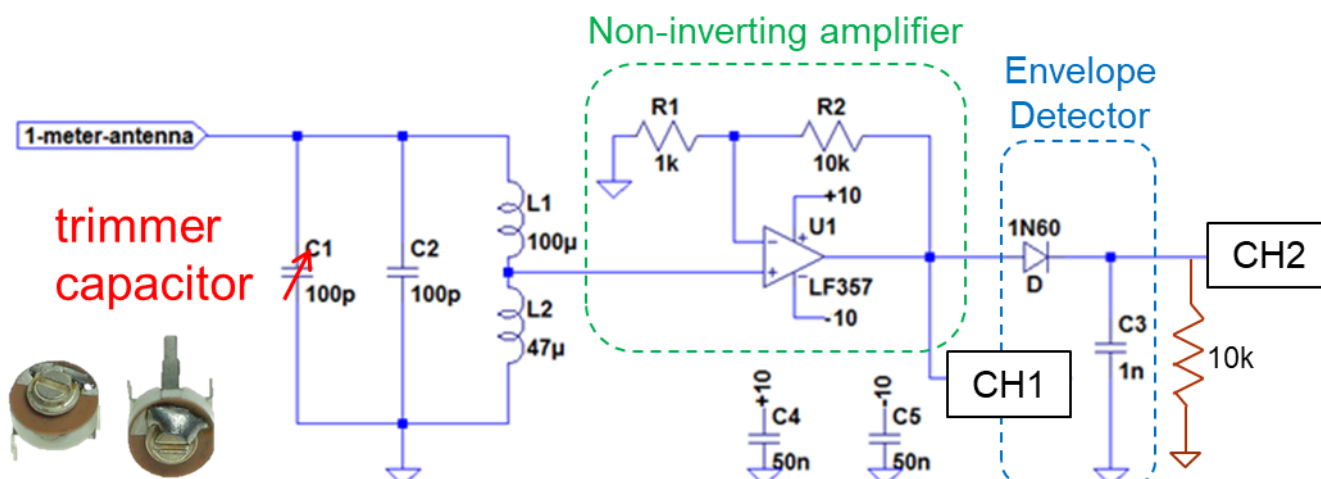 Non-inverting amplifier
Envelope
Detector
1-meter-antenna
R1
1k
R2
10k
+10
U1
LF357
-10
L1
100µ
L2
47µ
trimmer
capacitor
C1
100p
C2
100p
1N60
D
CH2
C3
1n
10k
CH1
+10
C4
50n
-10
C5
50n